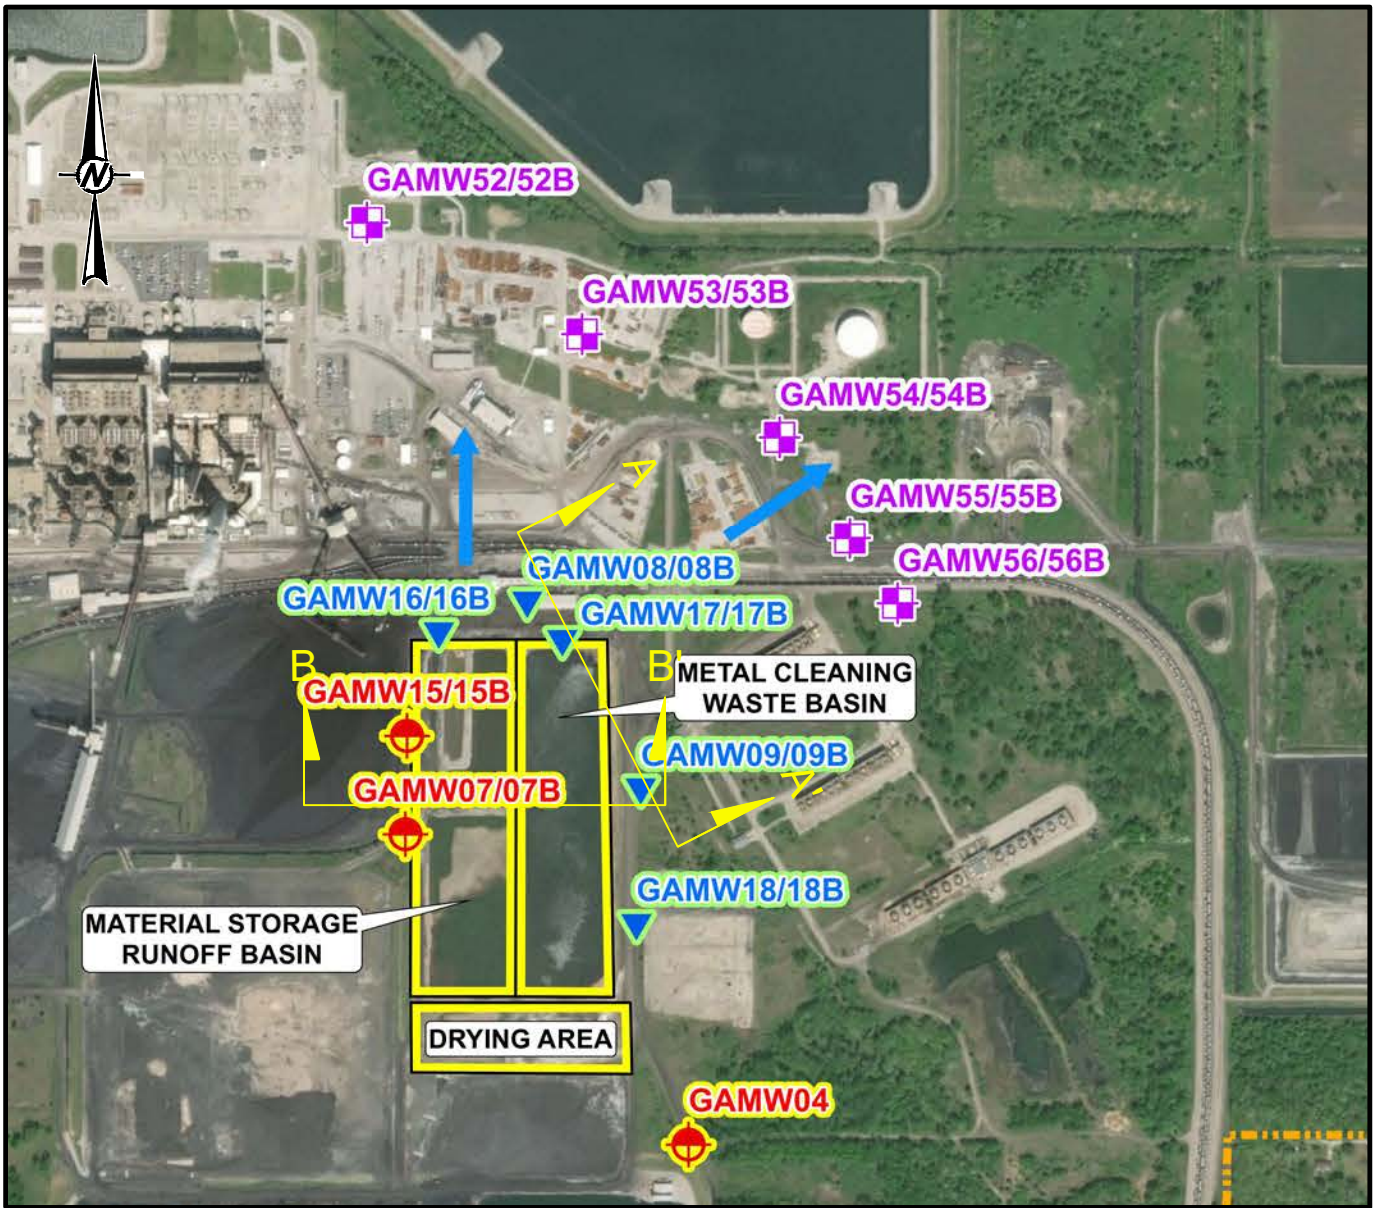 N
GAMW52/52B
GAMW53/53B
GAMW54/54B
A
GAMW55/55B
GAMW56/56B
GAMW08/08B
GAMW16/16B
GAMW17/17B
B
B'
METAL CLEANING
WASTE BASIN
GAMW15/15B
GAMW09/09B
A'
GAMW07/07B
GAMW18/18B
MATERIAL STORAGE
RUNOFF BASIN
DRYING AREA
GAMW04